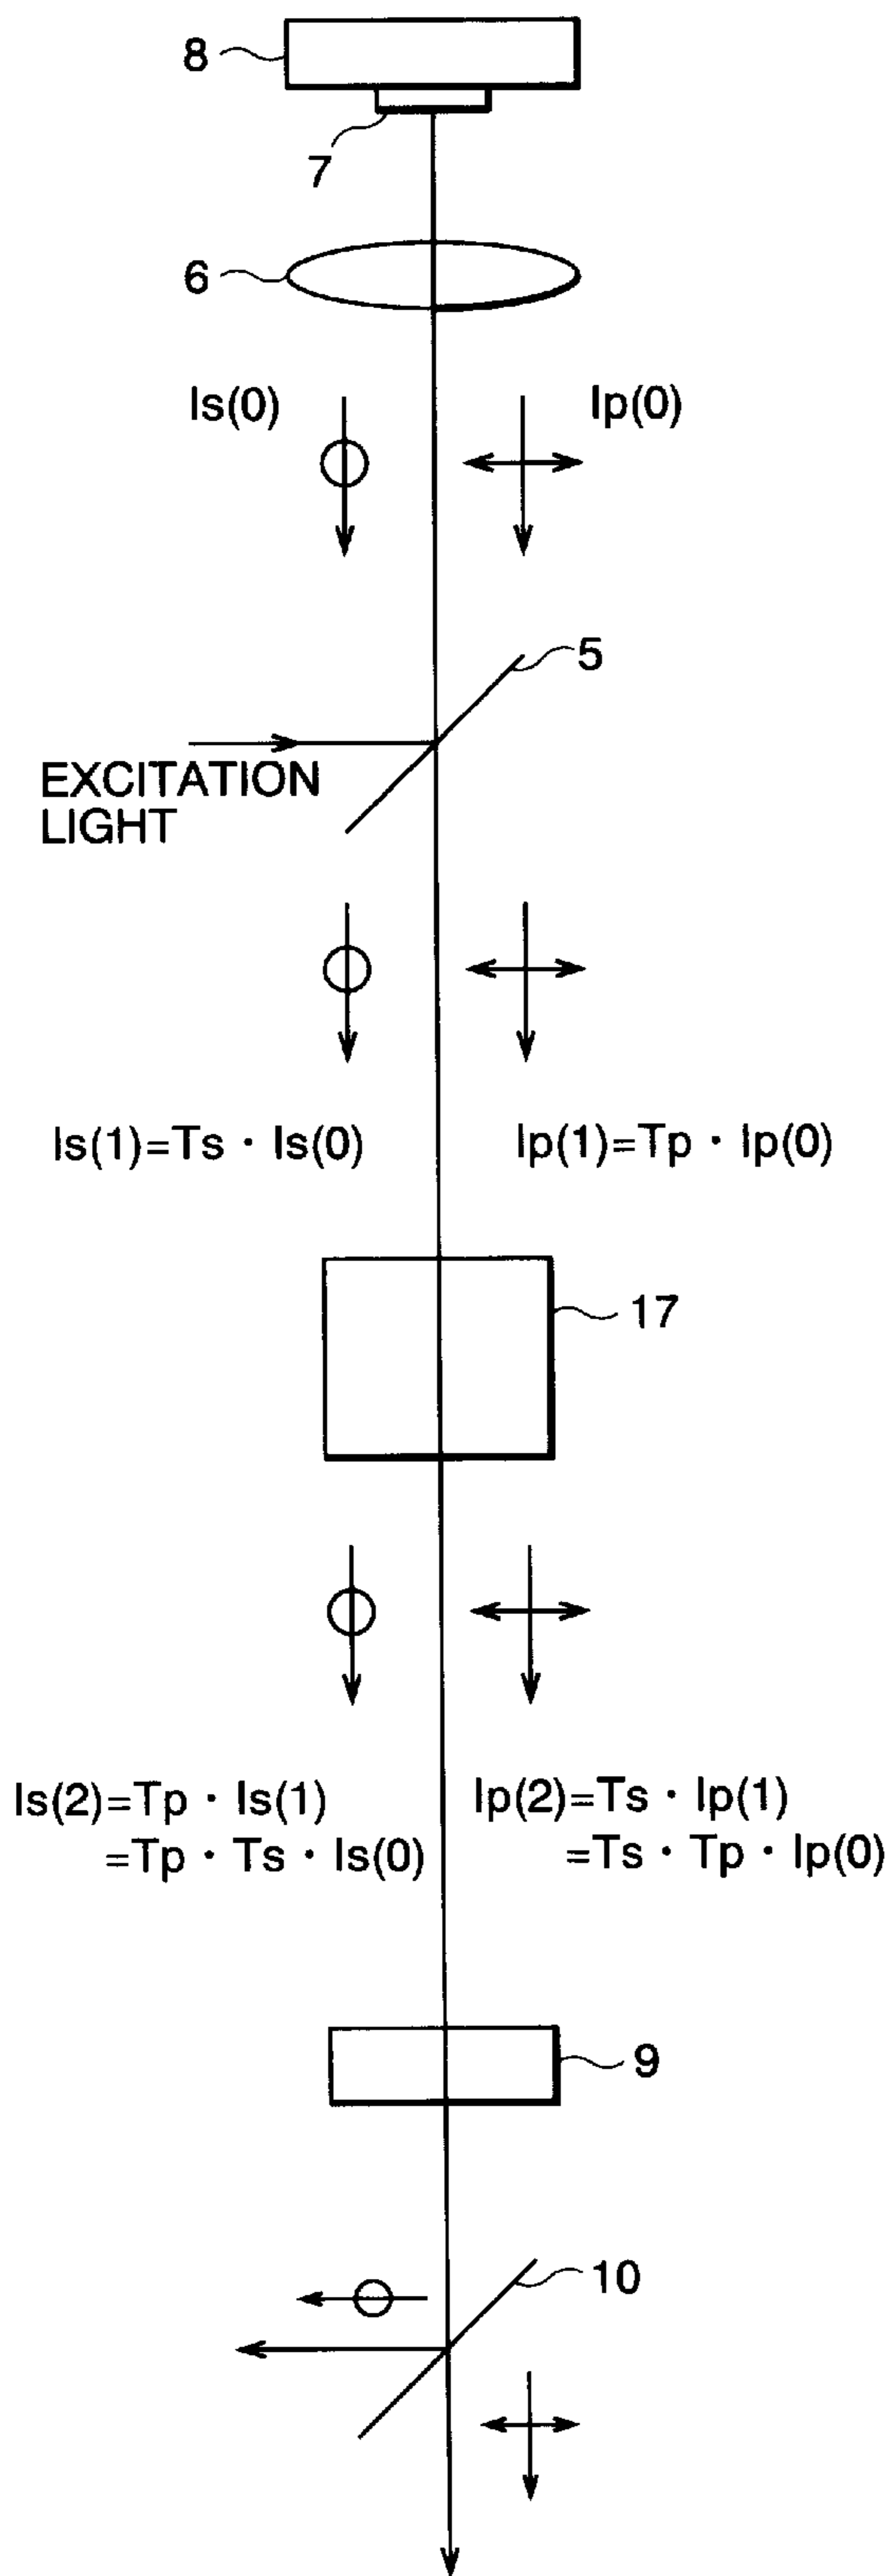 8
7
6
Is(0)
Ip(0)
5
EXCITATION
LIGHT
Is(1)=Ts · Is(0)
Ip(1)=Tp · Ip(0)
17
Is(2)=Tp · Is(1)
=Tp · Ts · Is(0)
Ip(2)=Ts · Ip(1)
=Ts · Tp · Ip(0)
9
10